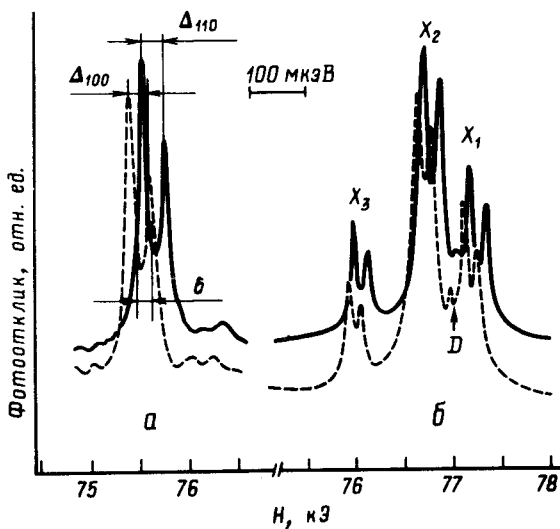 Δ110
Δ100
100 мкэВ
X2
X1
X3
в
D
Фотоотклик, отн. ед.
а
б
75
76
76
77
78
H, кЭ